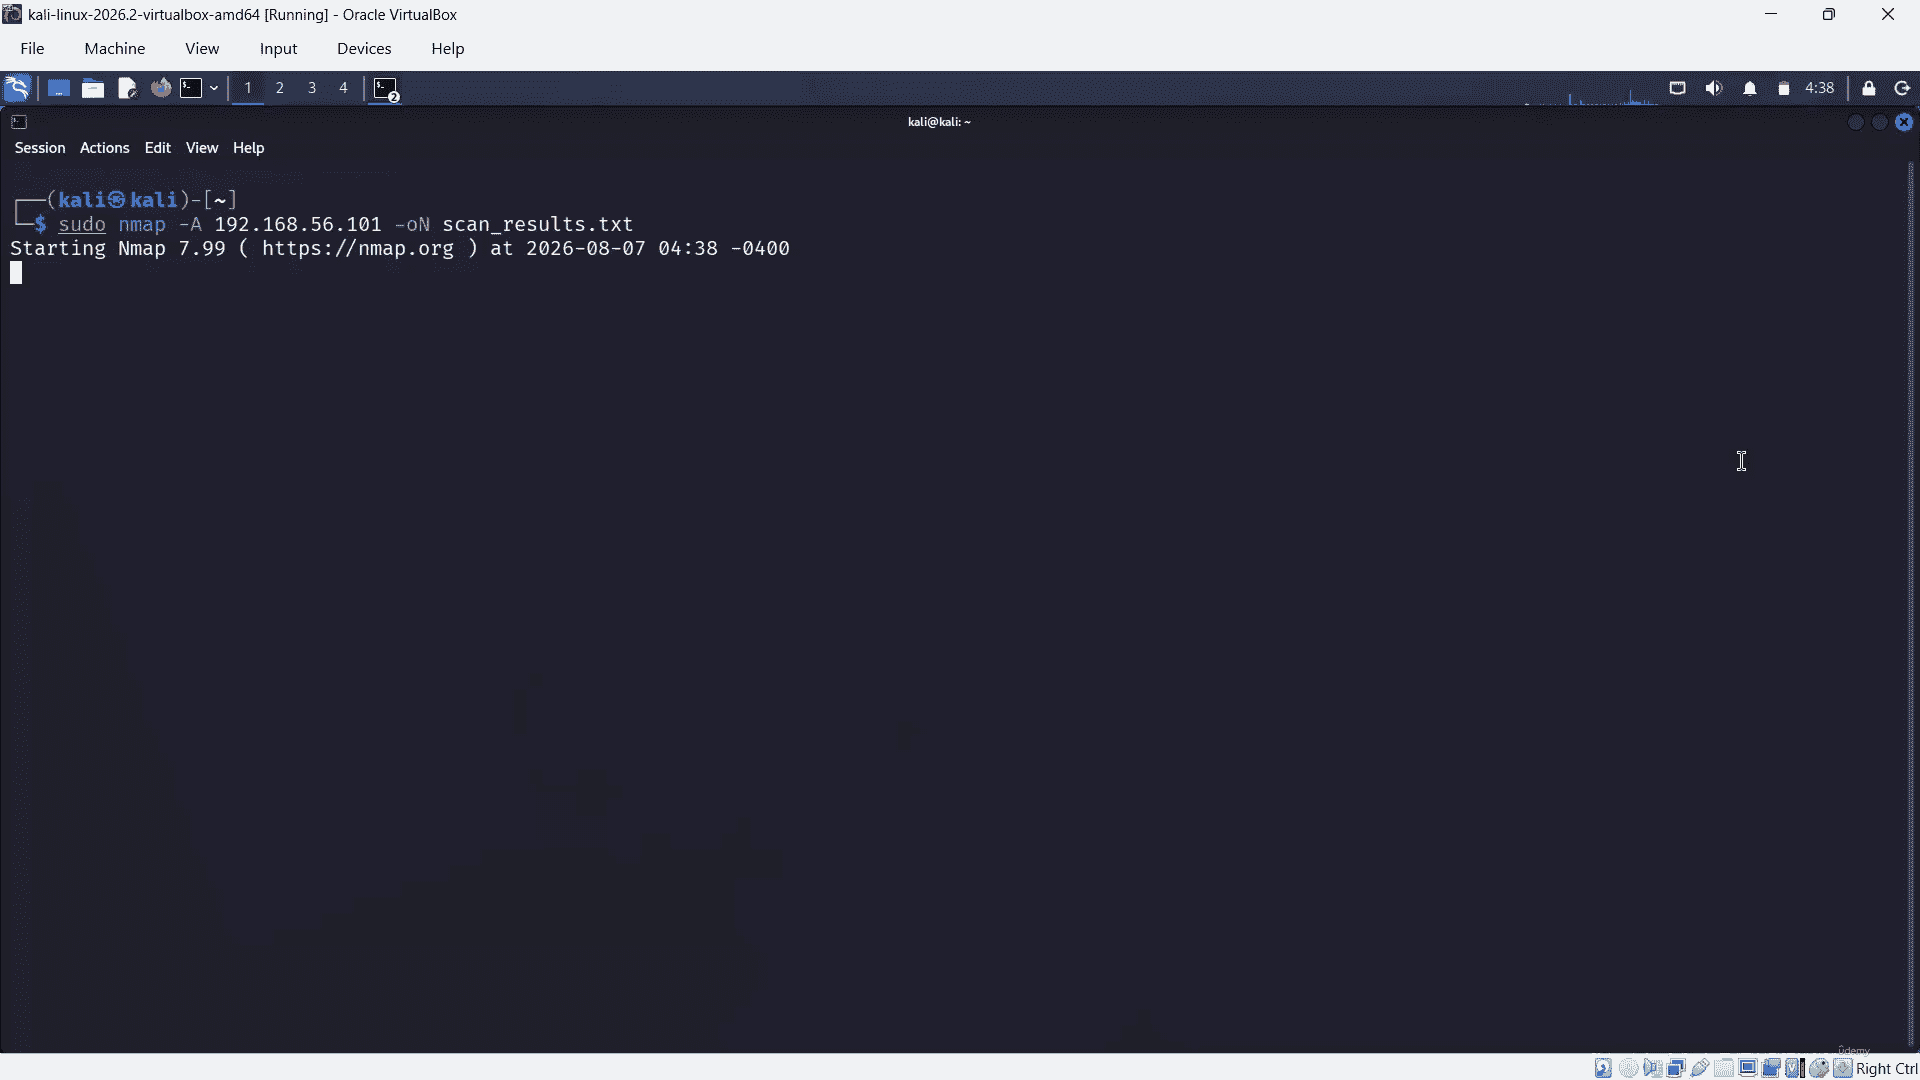 kali-linux-2026.2-virtualbox-amd64 [Running] - Oracle VirtualBox
File Machine View Input Devices Help
1 2 3 4 2 4:38
kali@kali: ~
Session Actions Edit View Help
┌──(kali㉿kali)-[~]
└─$ sudo nmap -A 192.168.56.101 -oN scan_results.txt
Starting Nmap 7.99 ( https://nmap.org ) at 2026-08-07 04:38 -0400
ûdemy
Right Ctrl